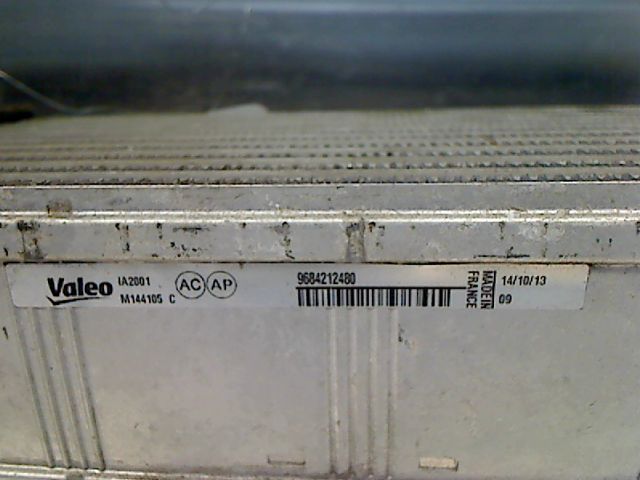 Valeo IA2001
M144105 C
AC AP
9684212480
MADE IN
FRANCE
14/10/13
09